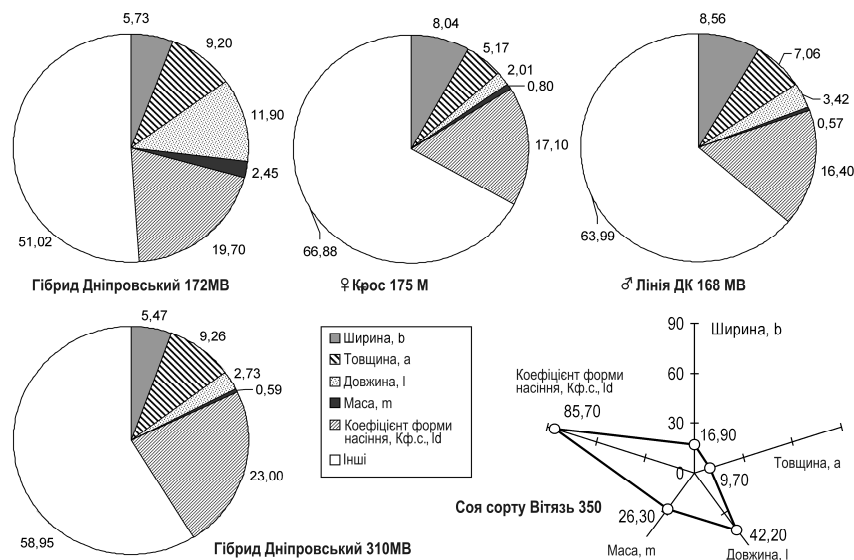 5,73
9,20
11,90
2,45
19,70
51,02
Гібрид Дніпровський 172МВ
8,04
5,17
2,01
0,80
17,10
66,88
♀Крос 175 М
8,56
7,06
3,42
0,57
16,40
63,99
♂Лінія ДК 168 МВ
5,47
9,26
2,73
0,59
23,00
58,95
Гібрид Дніпровський 310МВ
Ширина, b
Товщина, a
Довжина, l
Маса, m
Коефіцієнт форми
насіння, Кф.с., Id
Інші
90
60
30
0
Ширина, b
Коефіцієнт форми
насіння, Кф.с., Id
85,70
16,90
Товщина, a
9,70
Соя сорту Вітязь 350
26,30
42,20
Маса, m
Довжина, l